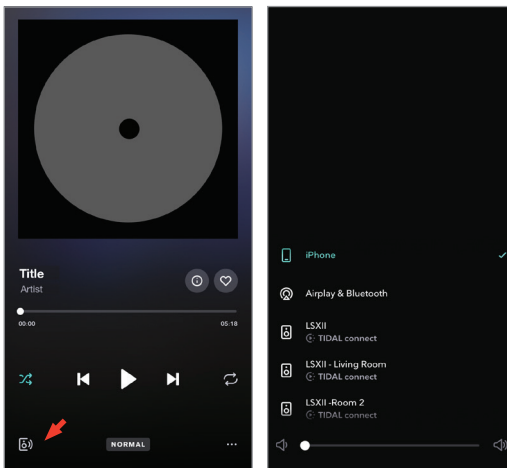 Title
Artist
00:00
05:18
NORMAL
iPhone
Airplay & Bluetooth
LSXII
TIDAL connect
LSXII - Living Room
TIDAL connect
LSXII -Room 2
TIDAL connect